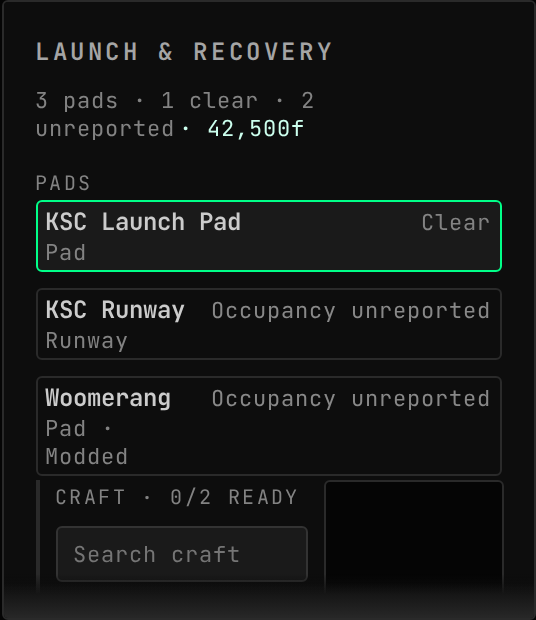 LAUNCH & RECOVERY
3 pads · 1 clear · 2
unreported · 42,500f
PADS
KSC Launch Pad Clear
Pad
KSC Runway Occupancy unreported
Runway
Woomerang Occupancy unreported
Pad ·
Modded
CRAFT · 0/2 READY
Search craft